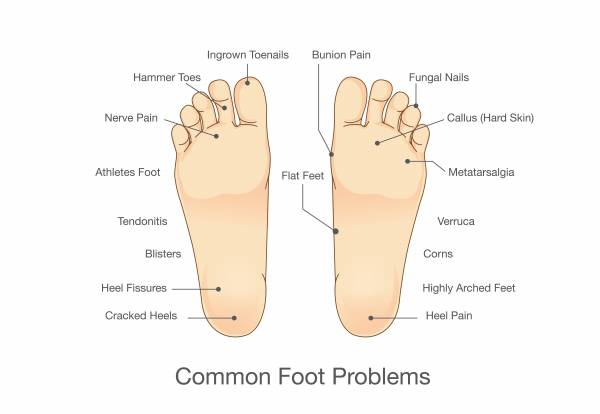 Ingrown Toenails
Bunion Pain
Hammer Toes
Fungal Nails
Nerve Pain
Callus (Hard Skin)
Athletes Foot
Flat Feet
Metatarsalgia
Tendonitis
Verruca
Blisters
Corns
Heel Fissures
Highly Arched Feet
Cracked Heels
Heel Pain
Common Foot Problems